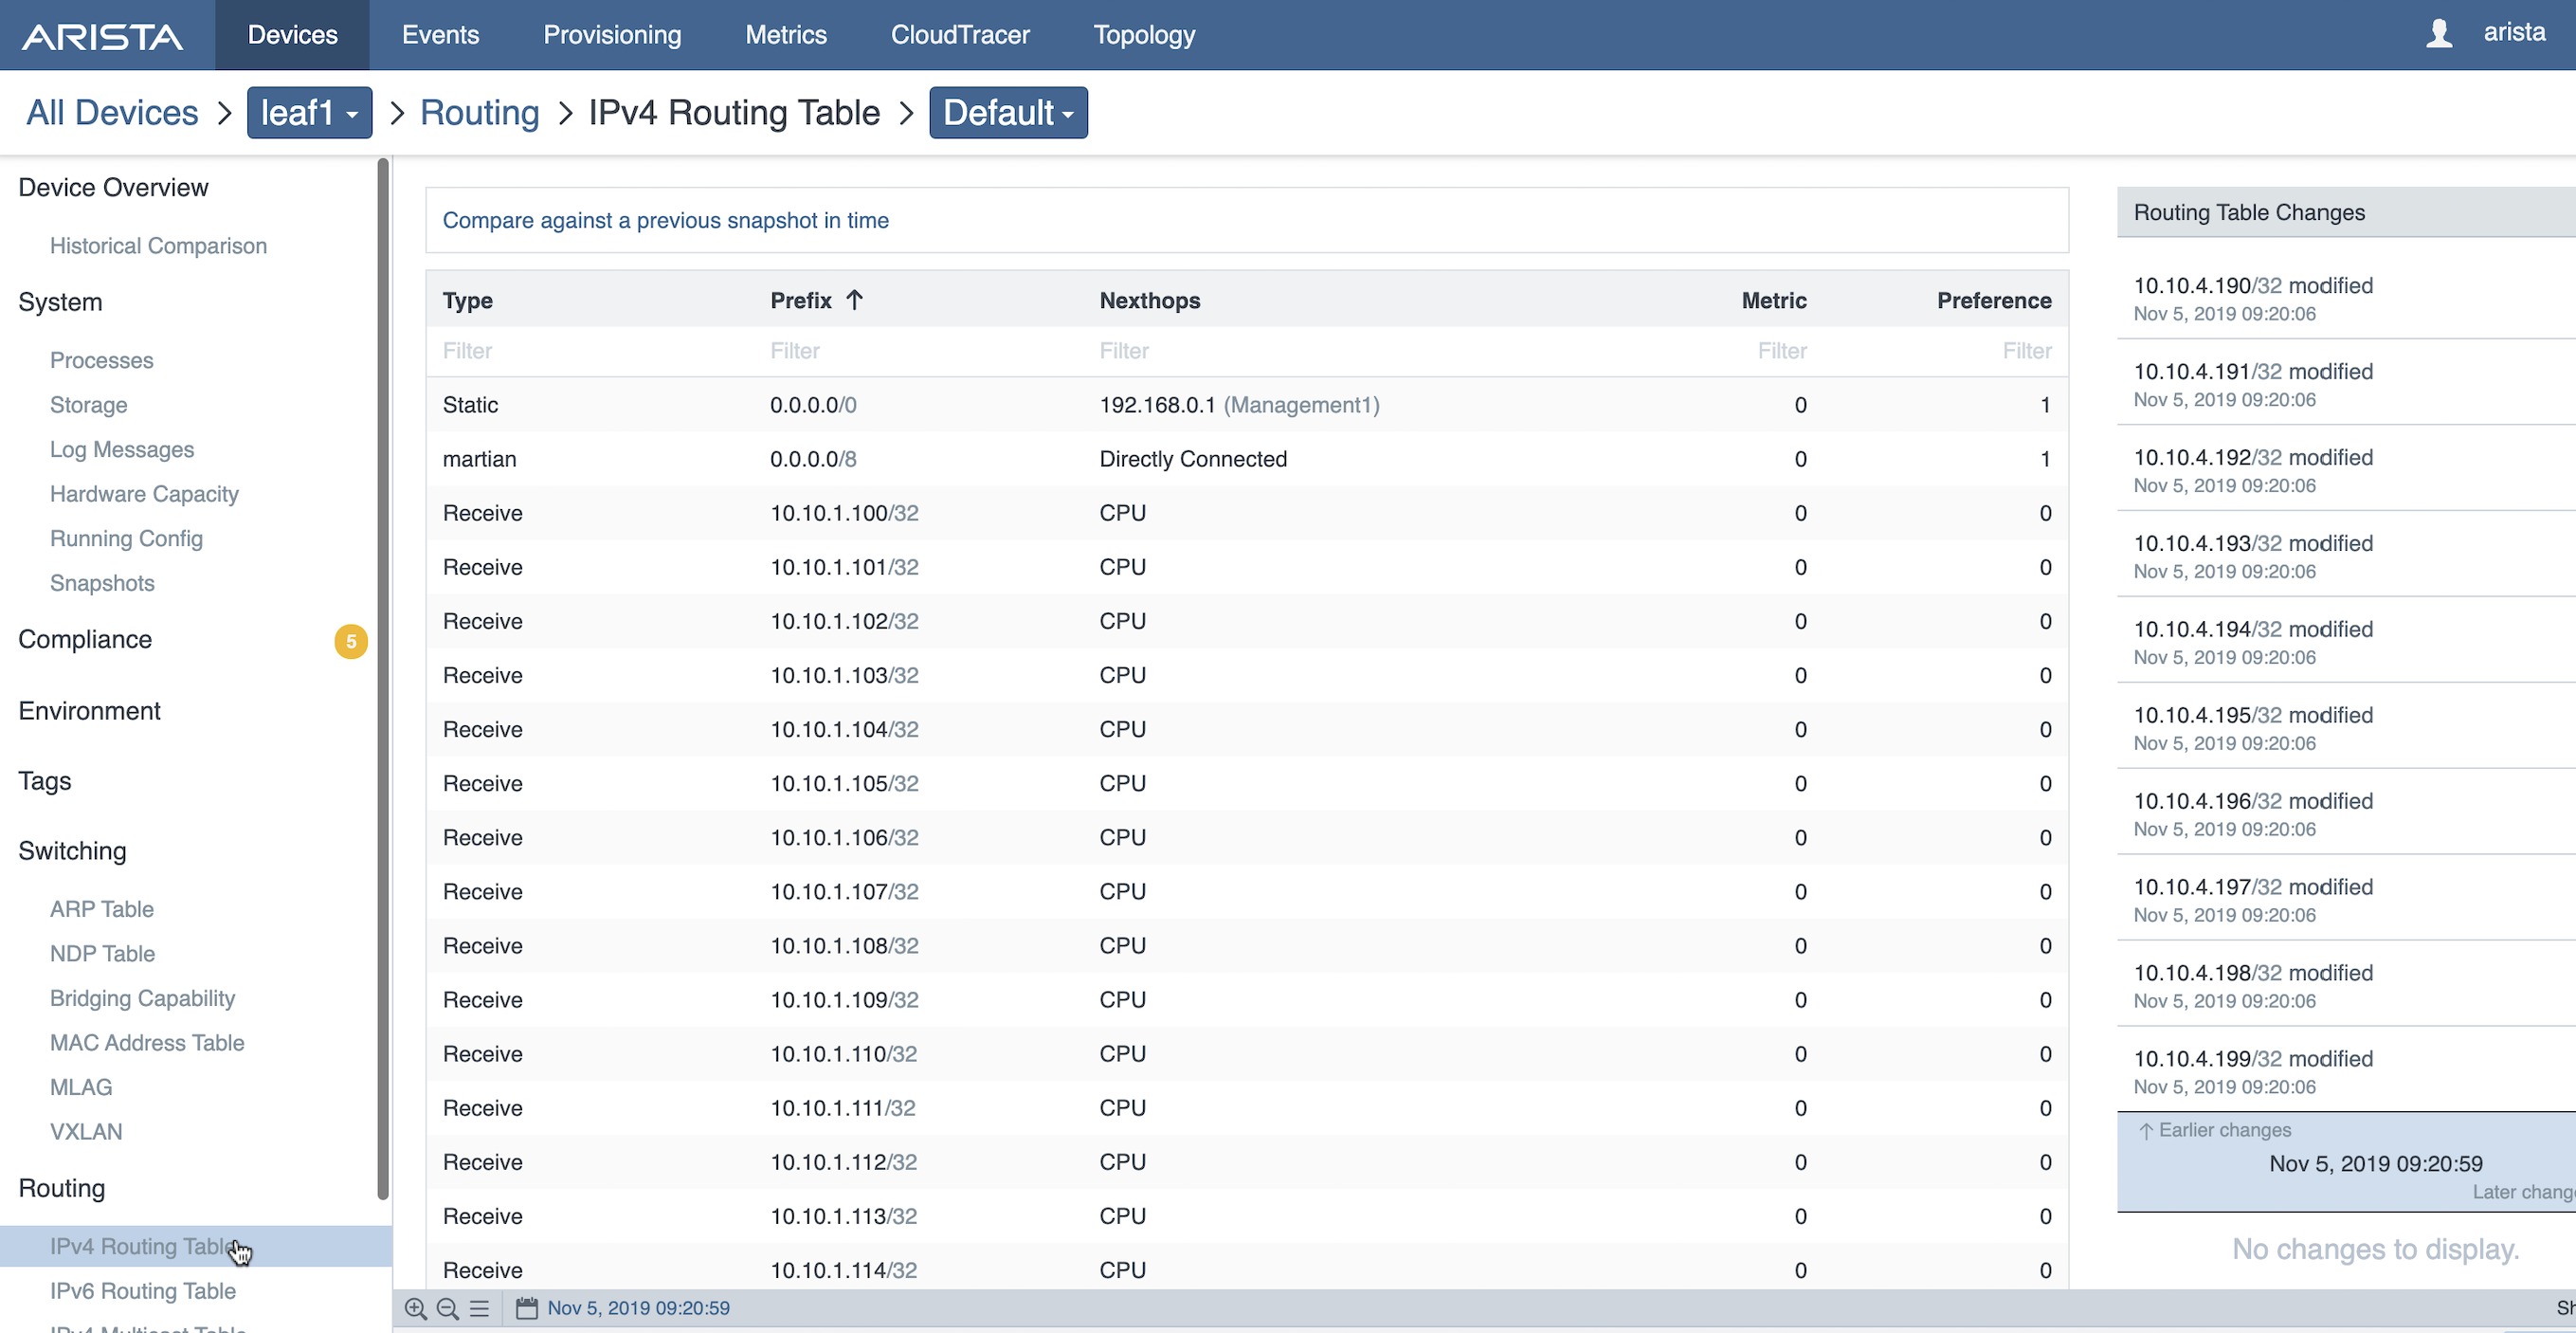 ARISTA Devices Events Provisioning Metrics CloudTracer Topology arista
All Devices > leaf1 > Routing > IPv4 Routing Table > Default
Device Overview
Historical Comparison
System
Processes
Storage
Log Messages
Hardware Capacity
Running Config
Snapshots
Compliance 5
Environment
Tags
Switching
ARP Table
NDP Table
Bridging Capability
MAC Address Table
MLAG
VXLAN
Routing
IPv4 Routing Table
IPv6 Routing Table
IPv4 Multicast Table
Compare against a previous snapshot in time
Type Prefix ↑ Nexthops Metric Preference
Filter Filter Filter Filter Filter
Static 0.0.0.0/0 192.168.0.1 (Management1) 0 1
martian 0.0.0.0/8 Directly Connected 0 1
Receive 10.10.1.100/32 CPU 0 0
Receive 10.10.1.101/32 CPU 0 0
Receive 10.10.1.102/32 CPU 0 0
Receive 10.10.1.103/32 CPU 0 0
Receive 10.10.1.104/32 CPU 0 0
Receive 10.10.1.105/32 CPU 0 0
Receive 10.10.1.106/32 CPU 0 0
Receive 10.10.1.107/32 CPU 0 0
Receive 10.10.1.108/32 CPU 0 0
Receive 10.10.1.109/32 CPU 0 0
Receive 10.10.1.110/32 CPU 0 0
Receive 10.10.1.111/32 CPU 0 0
Receive 10.10.1.112/32 CPU 0 0
Receive 10.10.1.113/32 CPU 0 0
Receive 10.10.1.114/32 CPU 0 0
Nov 5, 2019 09:20:59
Routing Table Changes
10.10.4.190/32 modified
Nov 5, 2019 09:20:06
10.10.4.191/32 modified
Nov 5, 2019 09:20:06
10.10.4.192/32 modified
Nov 5, 2019 09:20:06
10.10.4.193/32 modified
Nov 5, 2019 09:20:06
10.10.4.194/32 modified
Nov 5, 2019 09:20:06
10.10.4.195/32 modified
Nov 5, 2019 09:20:06
10.10.4.196/32 modified
Nov 5, 2019 09:20:06
10.10.4.197/32 modified
Nov 5, 2019 09:20:06
10.10.4.198/32 modified
Nov 5, 2019 09:20:06
10.10.4.199/32 modified
Nov 5, 2019 09:20:06
↑ Earlier changes
Nov 5, 2019 09:20:59
Later
No changes to display.